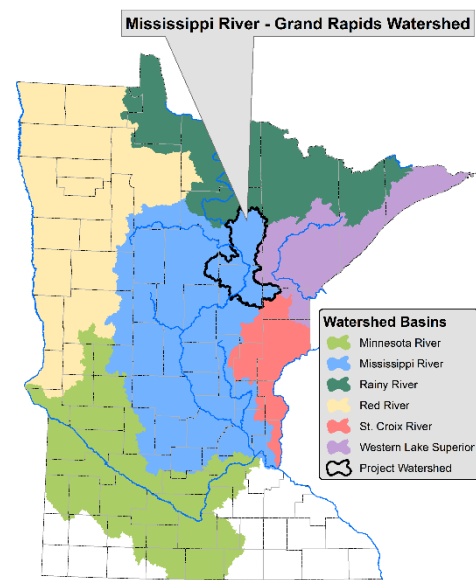 Mississippi River - Grand Rapids Watershed
Watershed Basins
Minnesota River
Mississippi River
Rainy River
Red River
St. Croix River
Western Lake Superior
Project Watershed